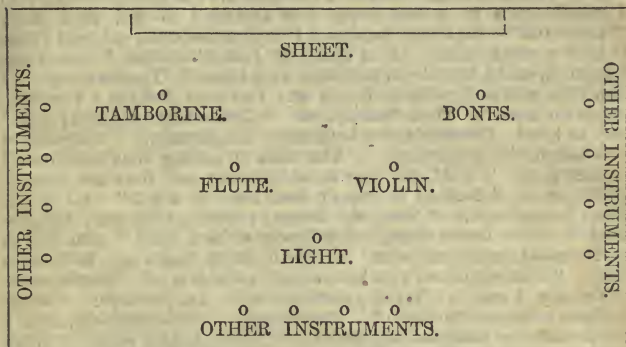 SHEET.
OTHER INSTRUMENTS.
o
o
o
o
o
TAMBORINE.
o
BONES.
o
FLUTE.
o
VIOLIN.
o
LIGHT.
o o o o
OTHER INSTRUMENTS.
o
o
o
o
OTHER INSTRUMENTS.